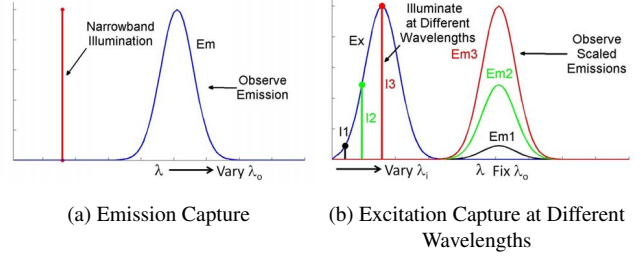 Narrowband
Illumination
Em
Observe
Emission
λ Vary λo
(a) Emission Capture
Illuminate
at Different
Wavelengths
Ex
Em3
Observe
Scaled
Emissions
Em2
I3
I2
Em1
I1
Vary λi
λ Fix λo
(b) Excitation Capture at Different
Wavelengths